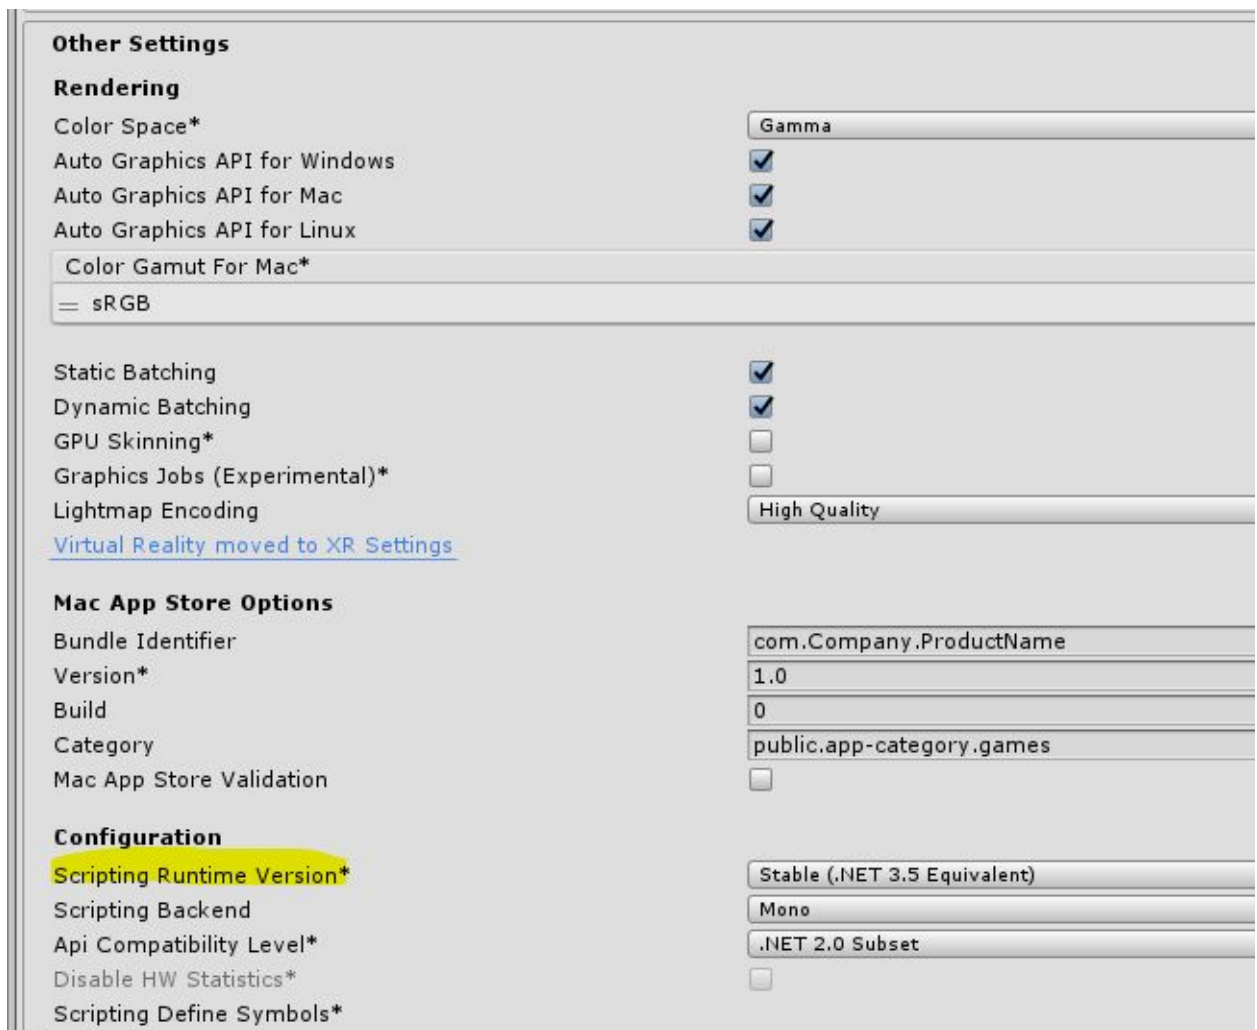 Other Settings
Rendering
Color Space* Gamma
Auto Graphics API for Windows
Auto Graphics API for Mac
Auto Graphics API for Linux
Color Gamut For Mac*
= sRGB
Static Batching
Dynamic Batching
GPU Skinning*
Graphics Jobs (Experimental)*
Lightmap Encoding High Quality
Virtual Reality moved to XR Settings
Mac App Store Options
Bundle Identifier com.Company.ProductName
Version* 1.0
Build 0
Category public.app-category.games
Mac App Store Validation
Configuration
Scripting Runtime Version* Stable (.NET 3.5 Equivalent)
Scripting Backend Mono
Api Compatibility Level* .NET 2.0 Subset
Disable HW Statistics*
Scripting Define Symbols*